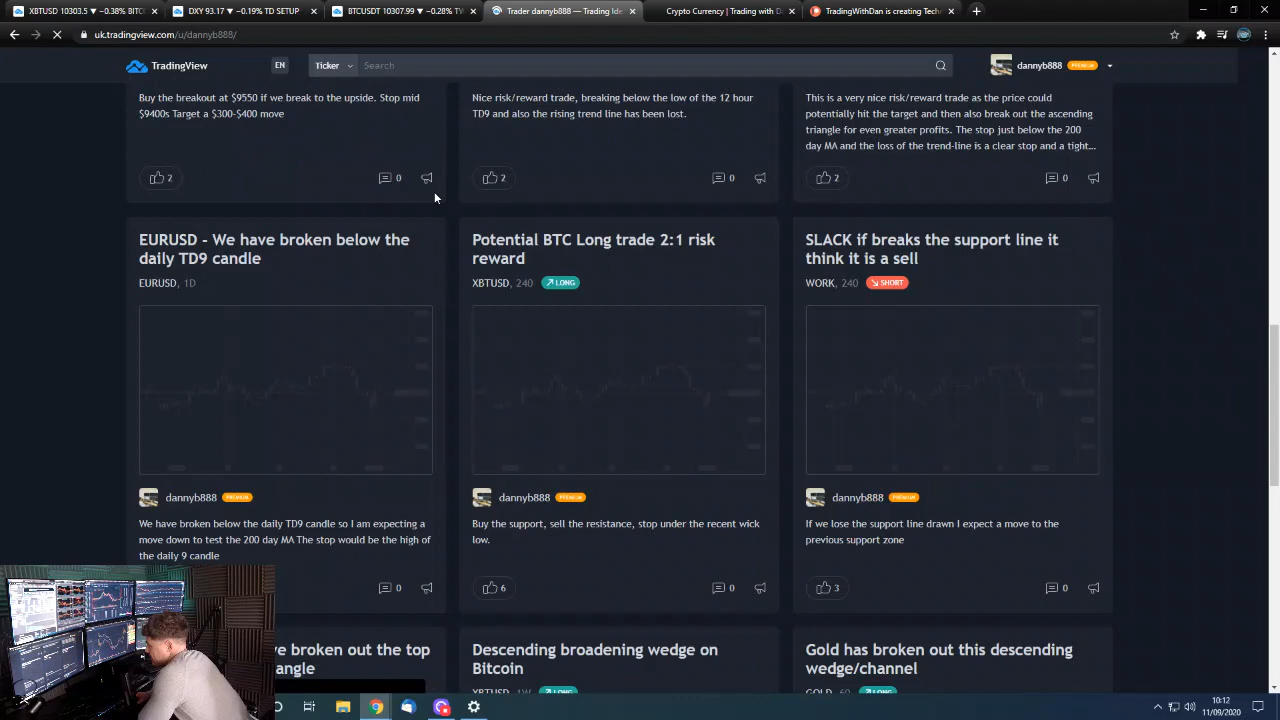 XBTUSD 10303.5 ▼ −0.38% BITC
DXY 93.17 ▼ −0.19% TD SETUP
BTCUSDT 10307.99 ▼ −0.28% TV
Trader dannyb888 — Trading Ide
Crypto Currency | Trading with D
TradingWithDan is creating Tech
uk.tradingview.com/u/dannyb888/
TradingView
EN
Ticker
Search
dannyb888 PREMIUM
Buy the breakout at $9550 if we break to the upside. Stop mid
$9400s Target a $300-$400 move
2
0
Nice risk/reward trade, breaking below the low of the 12 hour
TD9 and also the rising trend line has been lost.
2
0
This is a very nice risk/reward trade as the price could
potentially hit the target and then also break out the ascending
triangle for even greater profits. The stop just below the 200
day MA and the loss of the trend-line is a clear stop and a tight...
2
0
EURUSD - We have broken below the
daily TD9 candle
EURUSD, 1D
dannyb888 PREMIUM
We have broken below the daily TD9 candle so I am expecting a
move down to test the 200 day MA The stop would be the high of
the daily 9 candle
0
Potential BTC Long trade 2:1 risk
reward
XBTUSD, 240 LONG
dannyb888 PREMIUM
Buy the support, sell the resistance, stop under the recent wick
low.
6
0
SLACK if breaks the support line it
think it is a sell
WORK, 240 SHORT
dannyb888 PREMIUM
If we lose the support line drawn I expect a move to the
previous support zone
3
0
e broken out the top
angle
Descending broadening wedge on
Bitcoin
XBTUSD, 1W LONG
Gold has broken out this descending
wedge/channel
GOLD, 60 LONG
10:12
11/09/2020